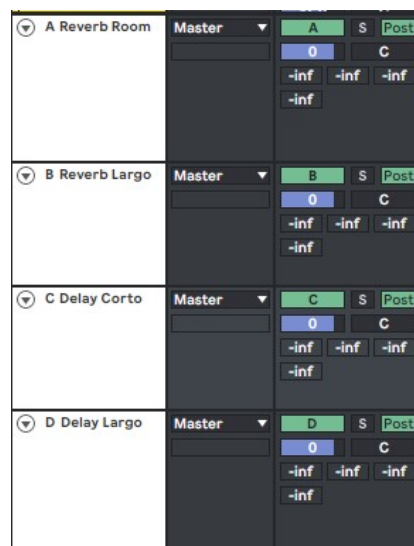 A Reverb Room Master A S Post
0 C
-inf -inf -inf
-inf
B Reverb Largo Master B S Post
0 C
-inf -inf -inf
-inf
C Delay Corto Master C S Post
0 C
-inf -inf -inf
-inf
D Delay Largo Master D S Post
0 C
-inf -inf -inf
-inf